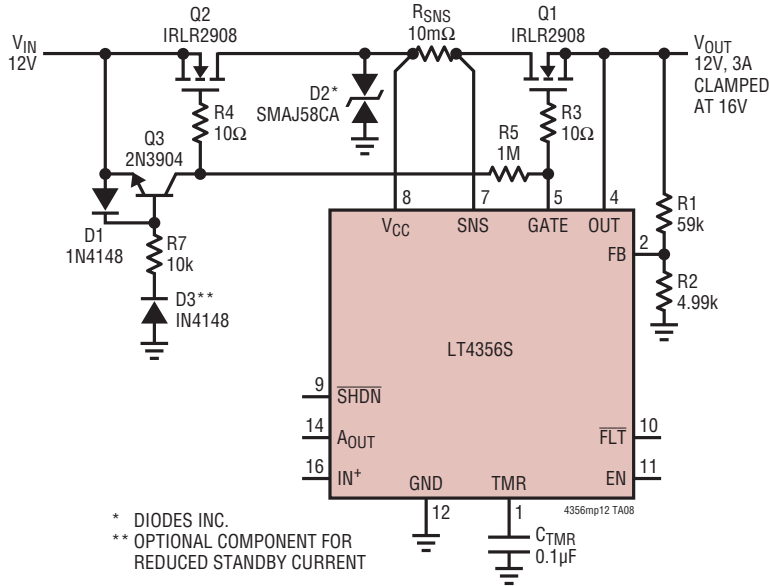 Q2
IRLR2908
RSNS
10mΩ
Q1
IRLR2908
VIN
12V
VOUT
12V, 3A
CLAMPED
AT 16V
D2*
SMAJ58CA
R4
10Ω
R3
10Ω
Q3
2N3904
R5
1M
8
7
5
4
VCC
SNS
GATE
OUT
R1
59k
2
FB
D1
1N4148
R7
10k
R2
4.99k
D3**
IN4148
LT4356S
9
SHDN
14
AOUT
16
IN+
10
FLT
11
EN
GND
TMR
12
1
4356mp12 TA08
CTMR
0.1µF
* DIODES INC.
** OPTIONAL COMPONENT FOR
REDUCED STANDBY CURRENT